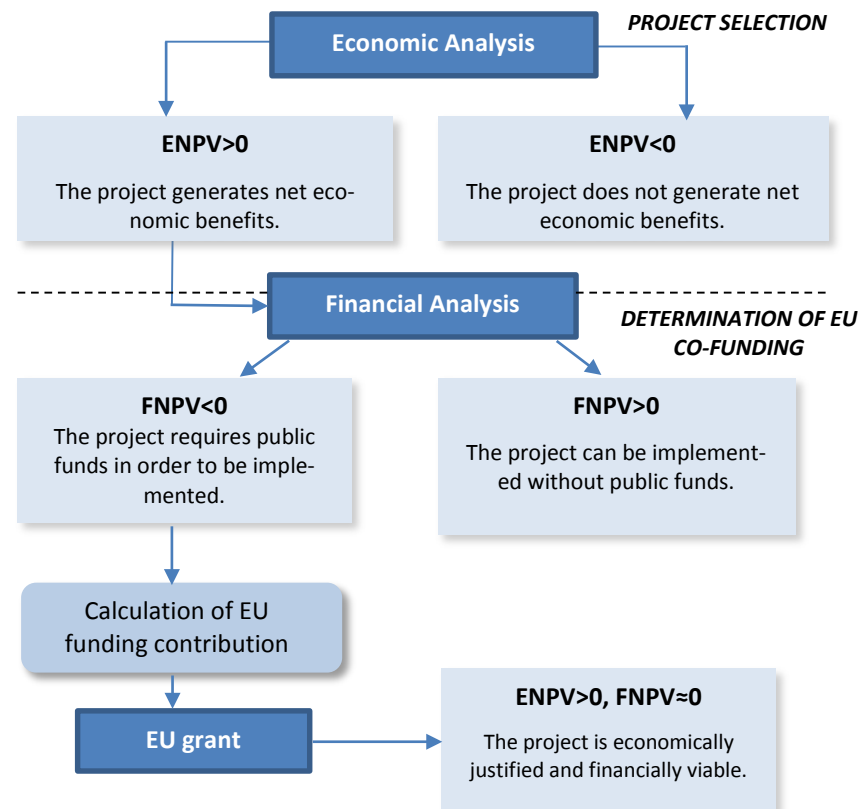 PROJECT SELECTION
Economic Analysis
ENPV>0
The project generates net eco-
nomic benefits.
ENPV<0
The project does not generate net
economic benefits.
Financial Analysis
DETERMINATION OF EU
CO-FUNDING
FNPV<0
The project requires public
funds in order to be imple-
mented.
FNPV>0
The project can be implement-
ed without public funds.
Calculation of EU
funding contribution
EU grant
ENPV>0, FNPV≈0
The project is economically
justified and financially viable.